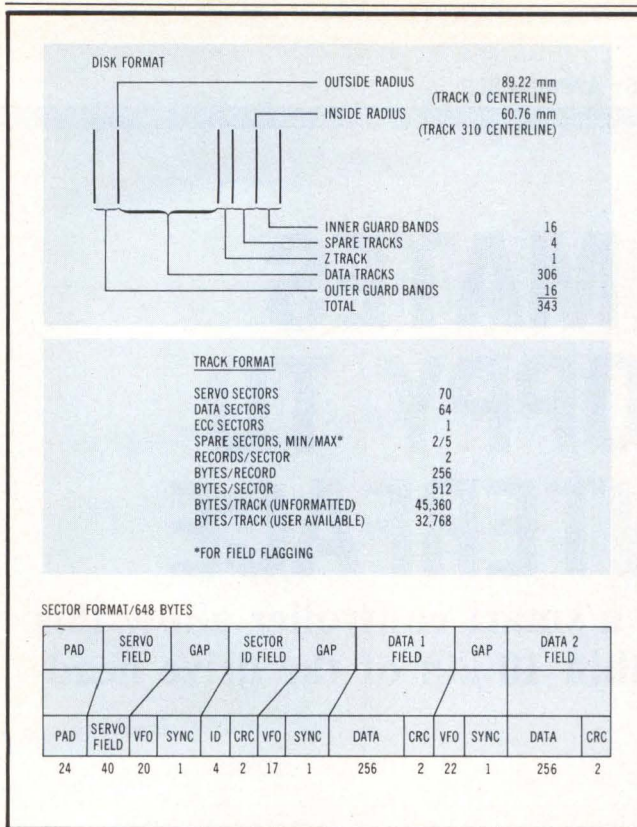 DISK FORMAT
OUTSIDE RADIUS 89.22 mm
(TRACK 0 CENTERLINE)
INSIDE RADIUS 60.76 mm
(TRACK 310 CENTERLINE)
INNER GUARD BANDS 16
SPARE TRACKS 4
Z TRACK 1
DATA TRACKS 306
OUTER GUARD BANDS 16
TOTAL 343
TRACK FORMAT
SERVO SECTORS 70
DATA SECTORS 64
ECC SECTORS 1
SPARE SECTORS, MIN/MAX* 2/5
RECORDS/SECTOR 2
BYTES/RECORD 256
BYTES/SECTOR 512
BYTES/TRACK (UNFORMATTED) 45,360
BYTES/TRACK (USER AVAILABLE) 32,768
*FOR FIELD FLAGGING
SECTOR FORMAT/648 BYTES
PAD SERVO FIELD GAP SECTOR ID FIELD GAP DATA 1 FIELD GAP DATA 2 FIELD
PAD SERVO FIELD VFO SYNC ID CRC VFO SYNC DATA CRC VFO SYNC DATA CRC
24 40 20 1 4 2 17 1 256 2 22 1 256 2